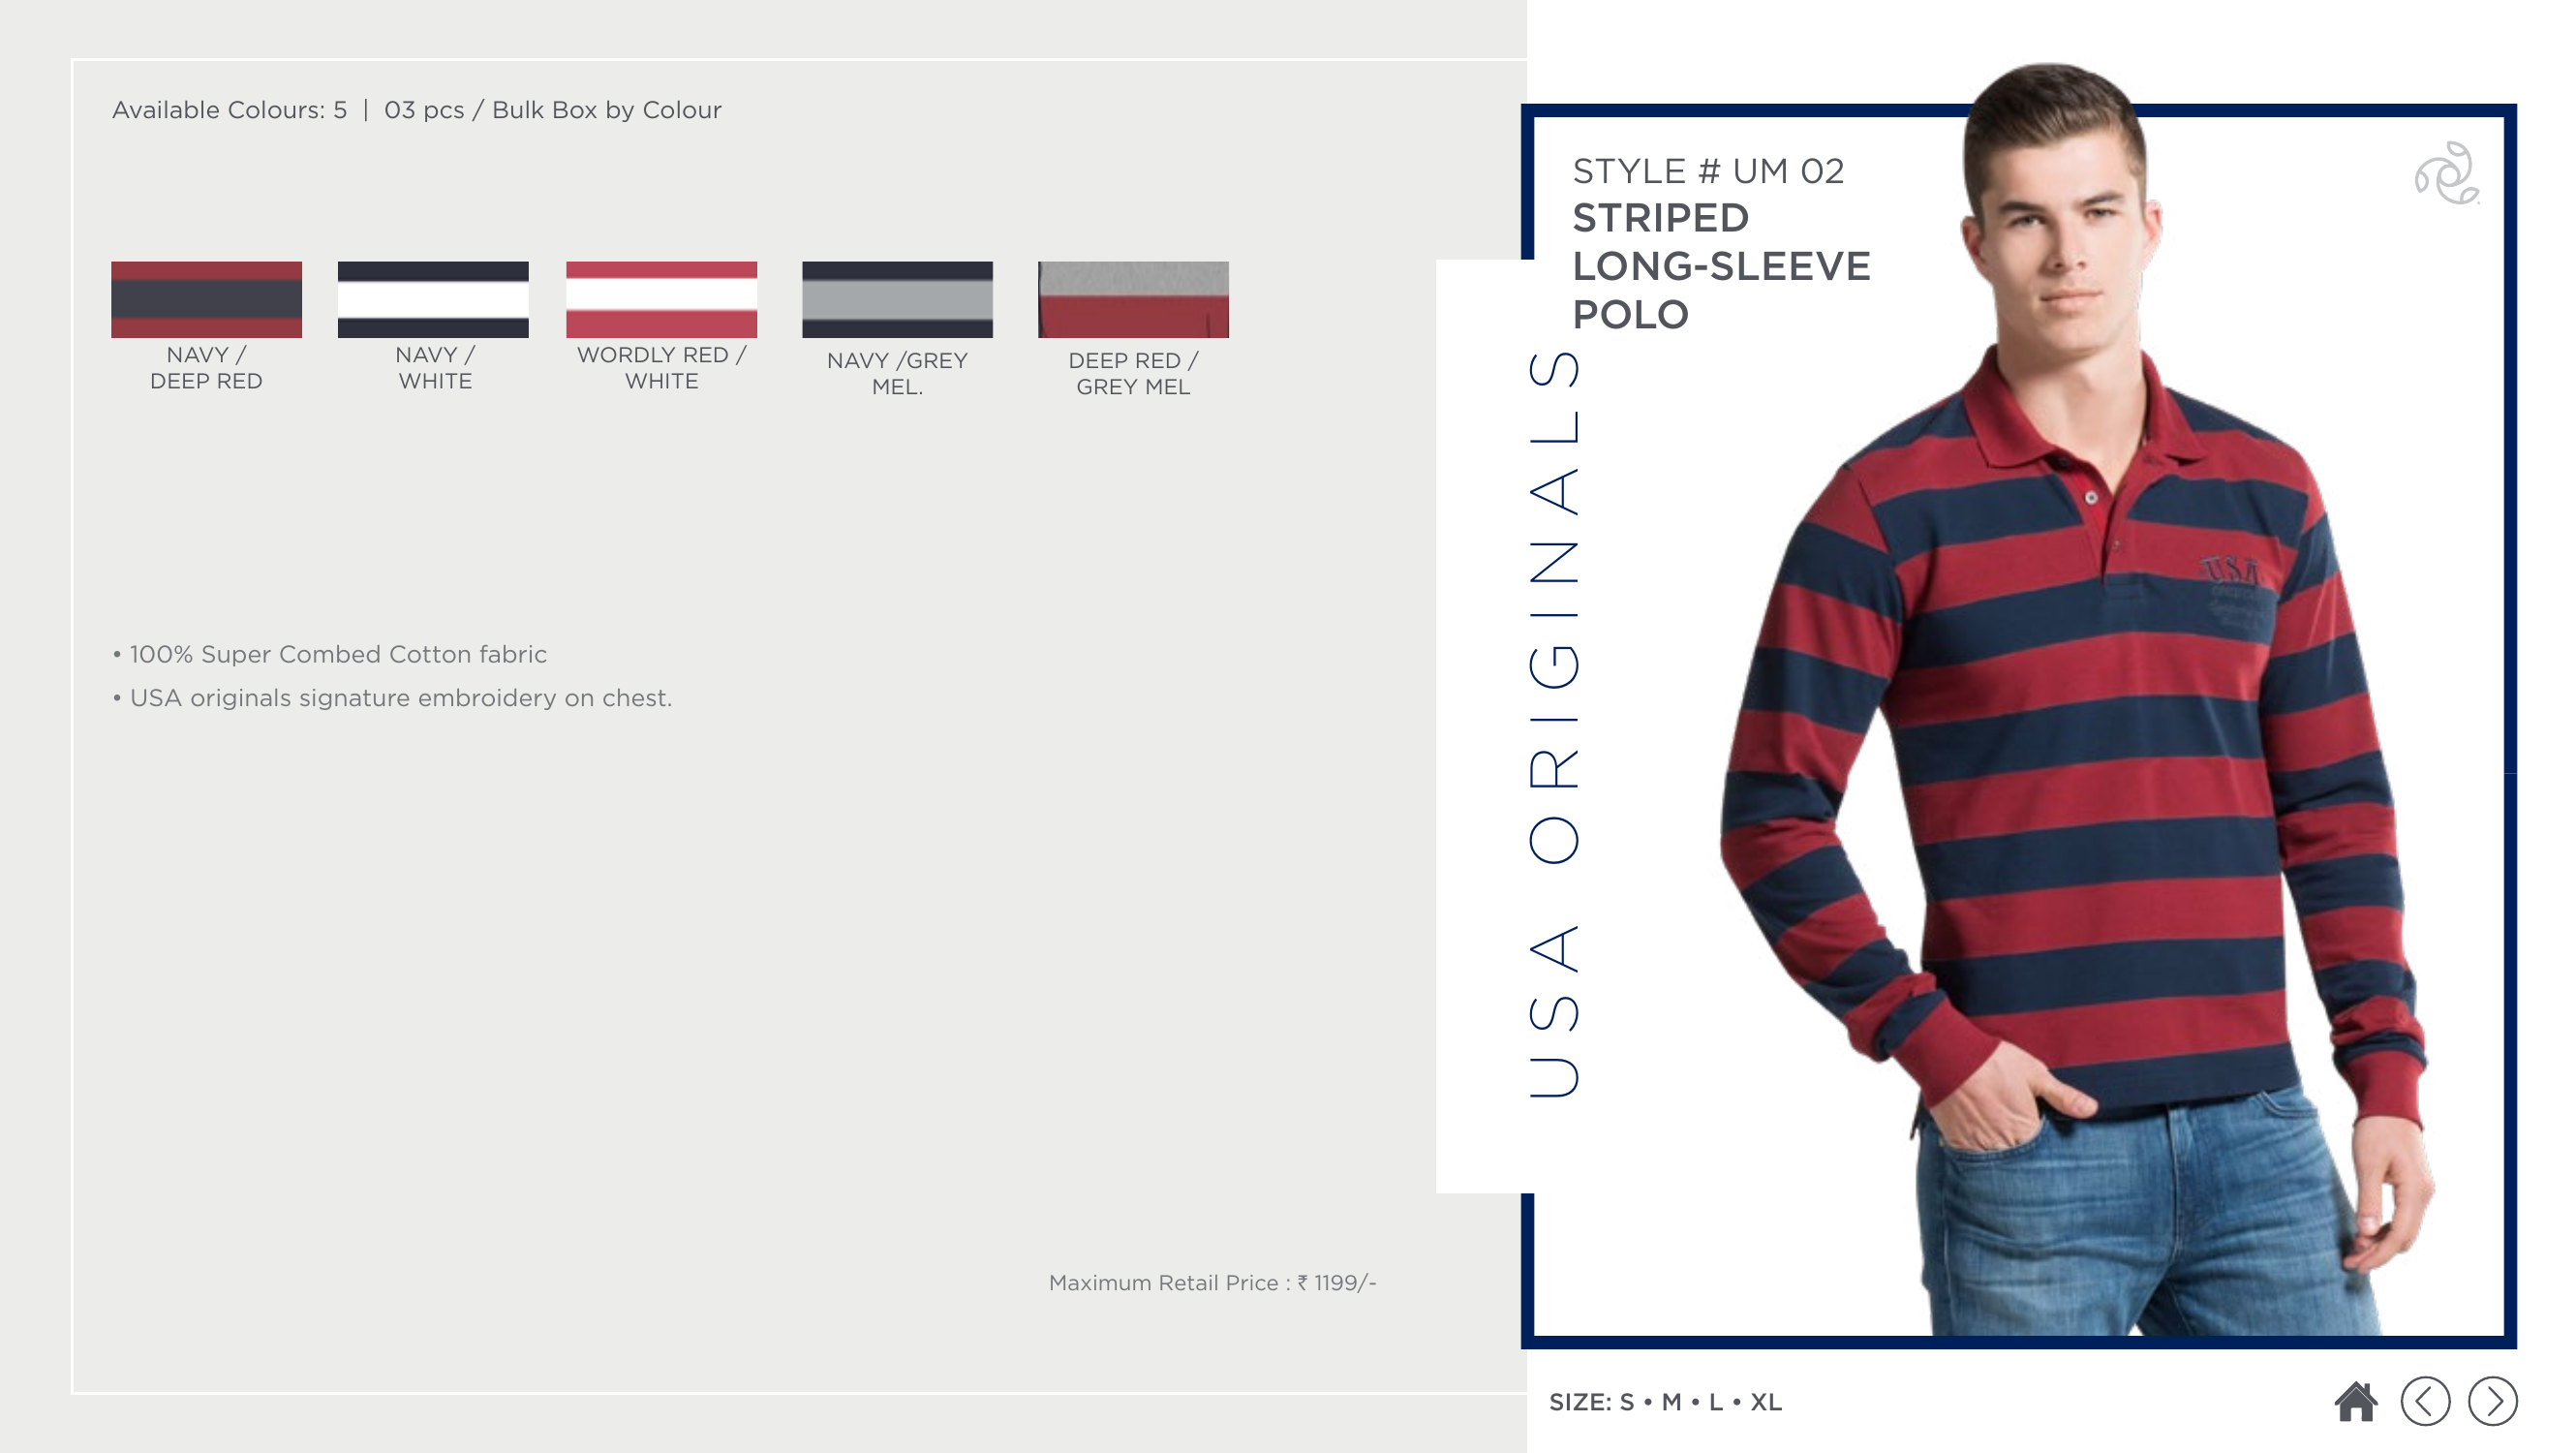 Available Colours: 5 | 03 pcs / Bulk Box by Colour
NAVY /
DEEP RED
NAVY /
WHITE
WORDLY RED /
WHITE
NAVY /GREY
MEL.
DEEP RED /
GREY MEL
• 100% Super Combed Cotton fabric
• USA originals signature embroidery on chest.
Maximum Retail Price : ₹ 1199/-
STYLE # UM 02
STRIPED
LONG-SLEEVE
POLO
USA ORIGINALS
USA
SIZE: S • M • L • XL